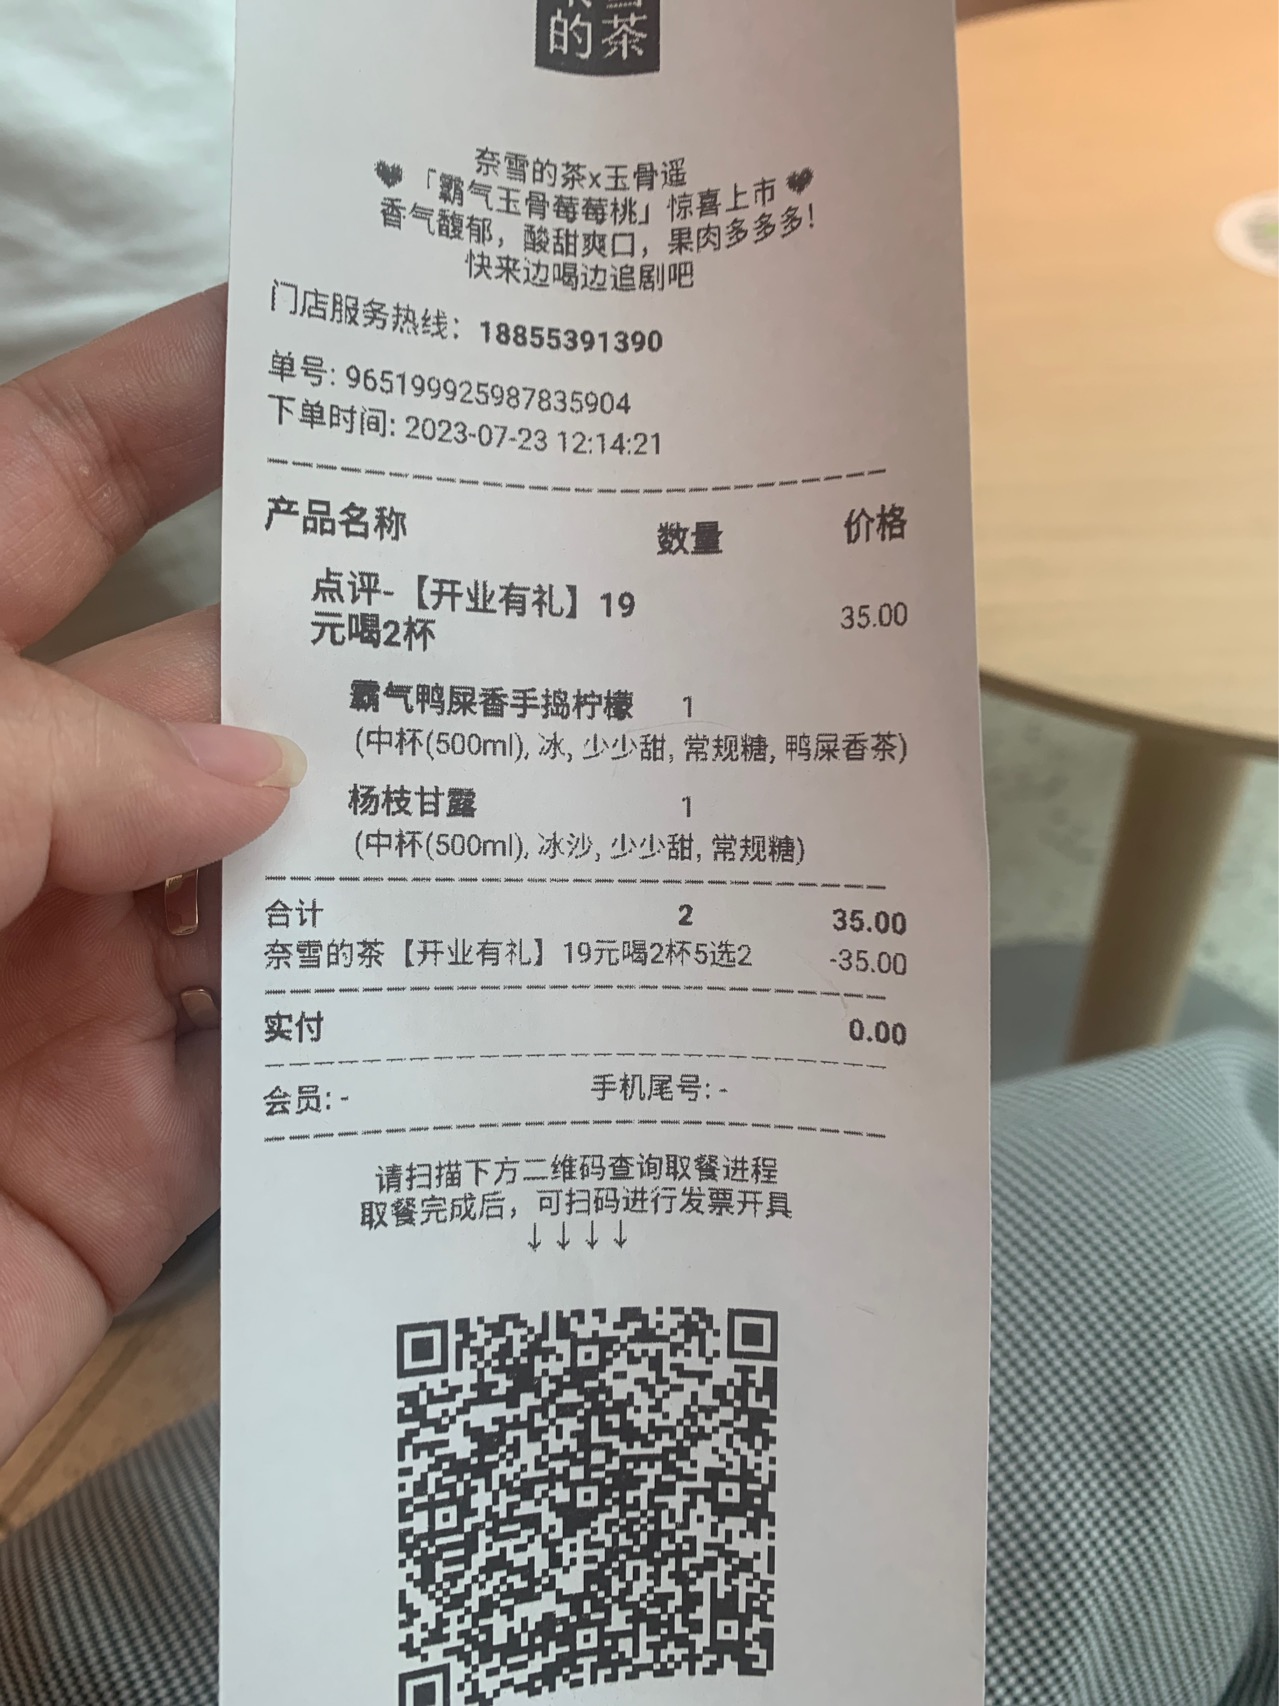 的茶
奈雪的茶x玉骨遥
「霸气玉骨莓莓桃」惊喜上市
香气馥郁，酸甜爽口，果肉多多多！
快来边喝边追剧吧
门店服务热线：18855391390
单号: 965199925987835904
下单时间: 2023-07-23 12:14:21
产品名称 数量 价格
点评-【开业有礼】19 35.00
元喝2杯
霸气鸭屎香手捣柠檬 1
(中杯(500ml), 冰, 少少甜, 常规糖, 鸭屎香茶)
杨枝甘露 1
(中杯(500ml), 冰沙, 少少甜, 常规糖)
合计 2 35.00
奈雪的茶【开业有礼】19元喝2杯5选2 -35.00
实付 0.00
会员: - 手机尾号: -
请扫描下方二维码查询取餐进程
取餐完成后，可扫码进行发票开具
↓↓↓↓